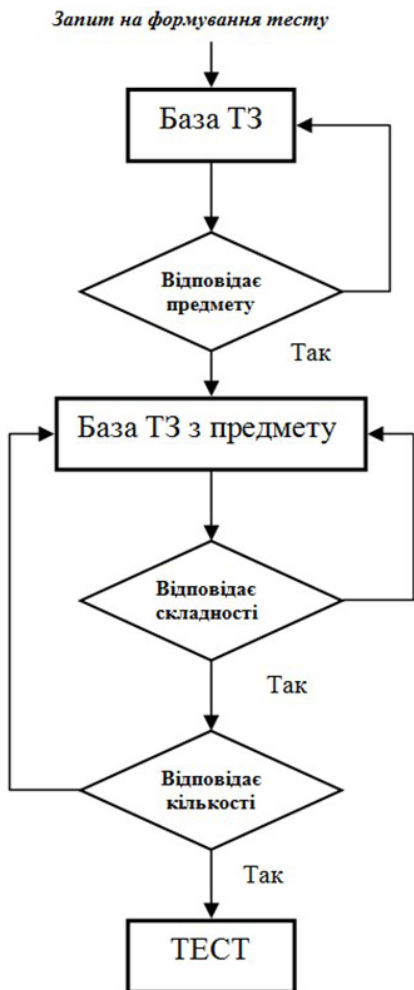 Запит на формування тесту
База ТЗ
Відповідає
предмету
Так
База ТЗ з предмету
Відповідає
складності
Так
Відповідає
кількості
Так
ТЕСТ